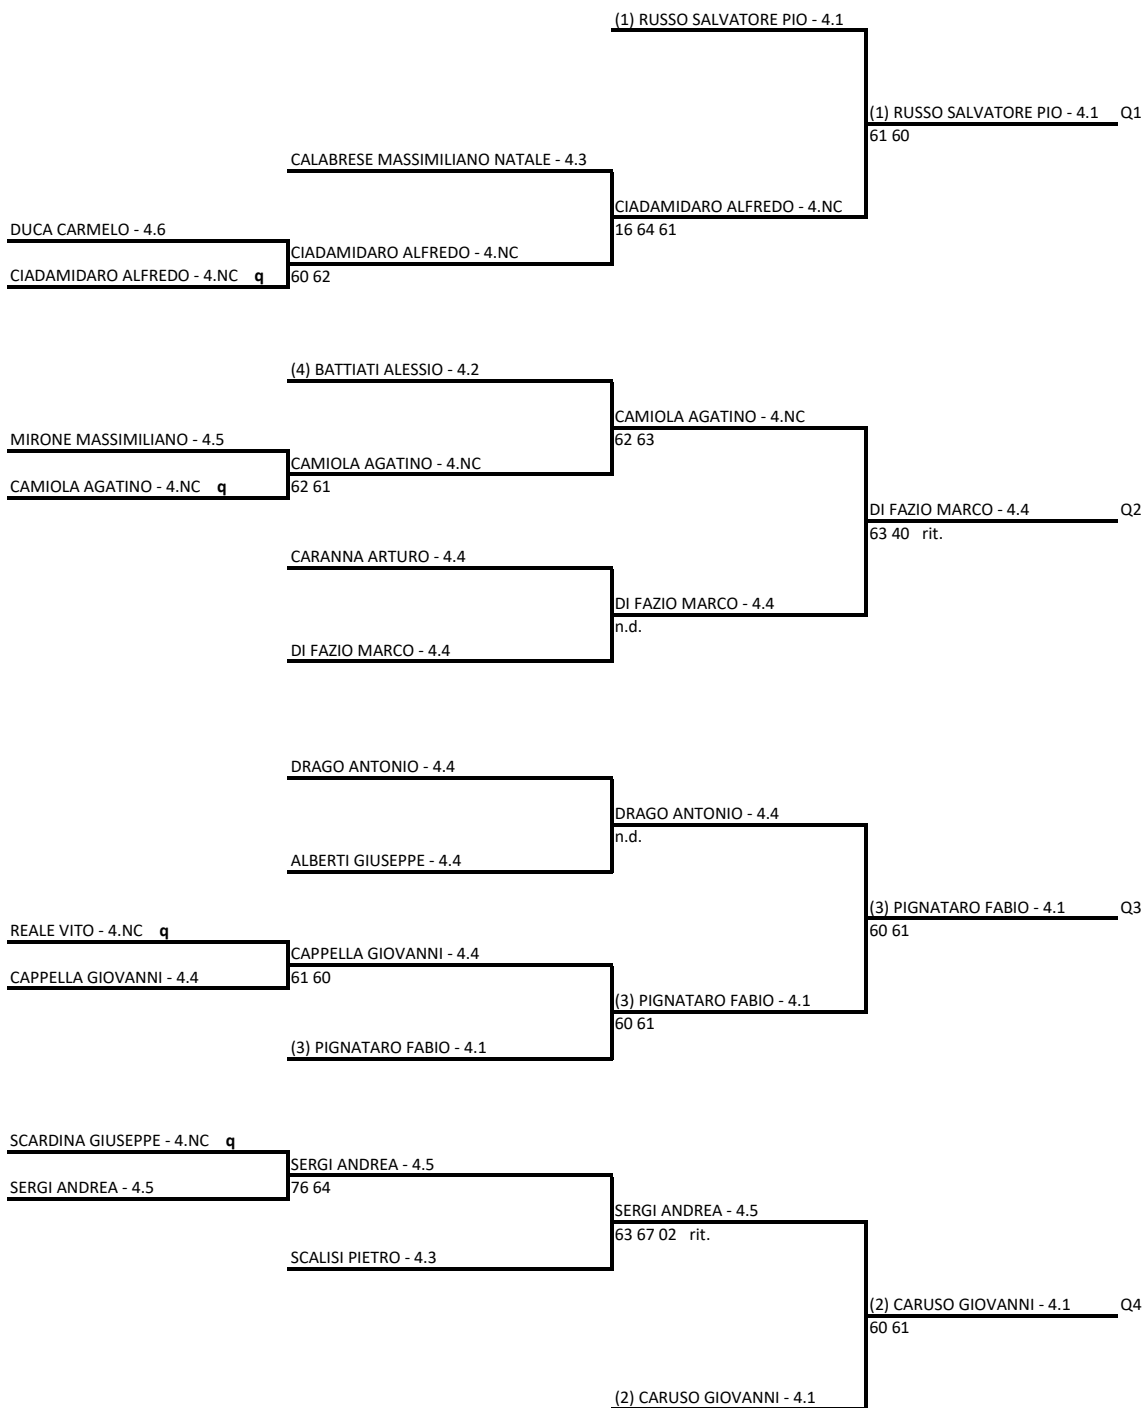 (1) RUSSO SALVATORE PIO - 4.1
(1) RUSSO SALVATORE PIO - 4.1 Q1
61 60
CALABRESE MASSIMILIANO NATALE - 4.3
CIADAMIDARO ALFREDO - 4.NC
16 64 61
DUCA CARMELO - 4.6
CIADAMIDARO ALFREDO - 4.NC
CIADAMIDARO ALFREDO - 4.NC q
60 62
(4) BATTIATI ALESSIO - 4.2
CAMIOLA AGATINO - 4.NC
62 63
MIRONE MASSIMILIANO - 4.5
CAMIOLA AGATINO - 4.NC
CAMIOLA AGATINO - 4.NC q
62 61
DI FAZIO MARCO - 4.4 Q2
63 40 rit.
CARANNA ARTURO - 4.4
DI FAZIO MARCO - 4.4
n.d.
DI FAZIO MARCO - 4.4
DRAGO ANTONIO - 4.4
DRAGO ANTONIO - 4.4
n.d.
ALBERTI GIUSEPPE - 4.4
(3) PIGNATARO FABIO - 4.1 Q3
60 61
REALE VITO - 4.NC q
CAPPELLA GIOVANNI - 4.4
CAPPELLA GIOVANNI - 4.4
61 60
(3) PIGNATARO FABIO - 4.1
60 61
(3) PIGNATARO FABIO - 4.1
SCARDINA GIUSEPPE - 4.NC q
SERGI ANDREA - 4.5
SERGI ANDREA - 4.5
76 64
SERGI ANDREA - 4.5
63 67 02 rit.
SCALISI PIETRO - 4.3
(2) CARUSO GIOVANNI - 4.1 Q4
60 61
(2) CARUSO GIOVANNI - 4.1